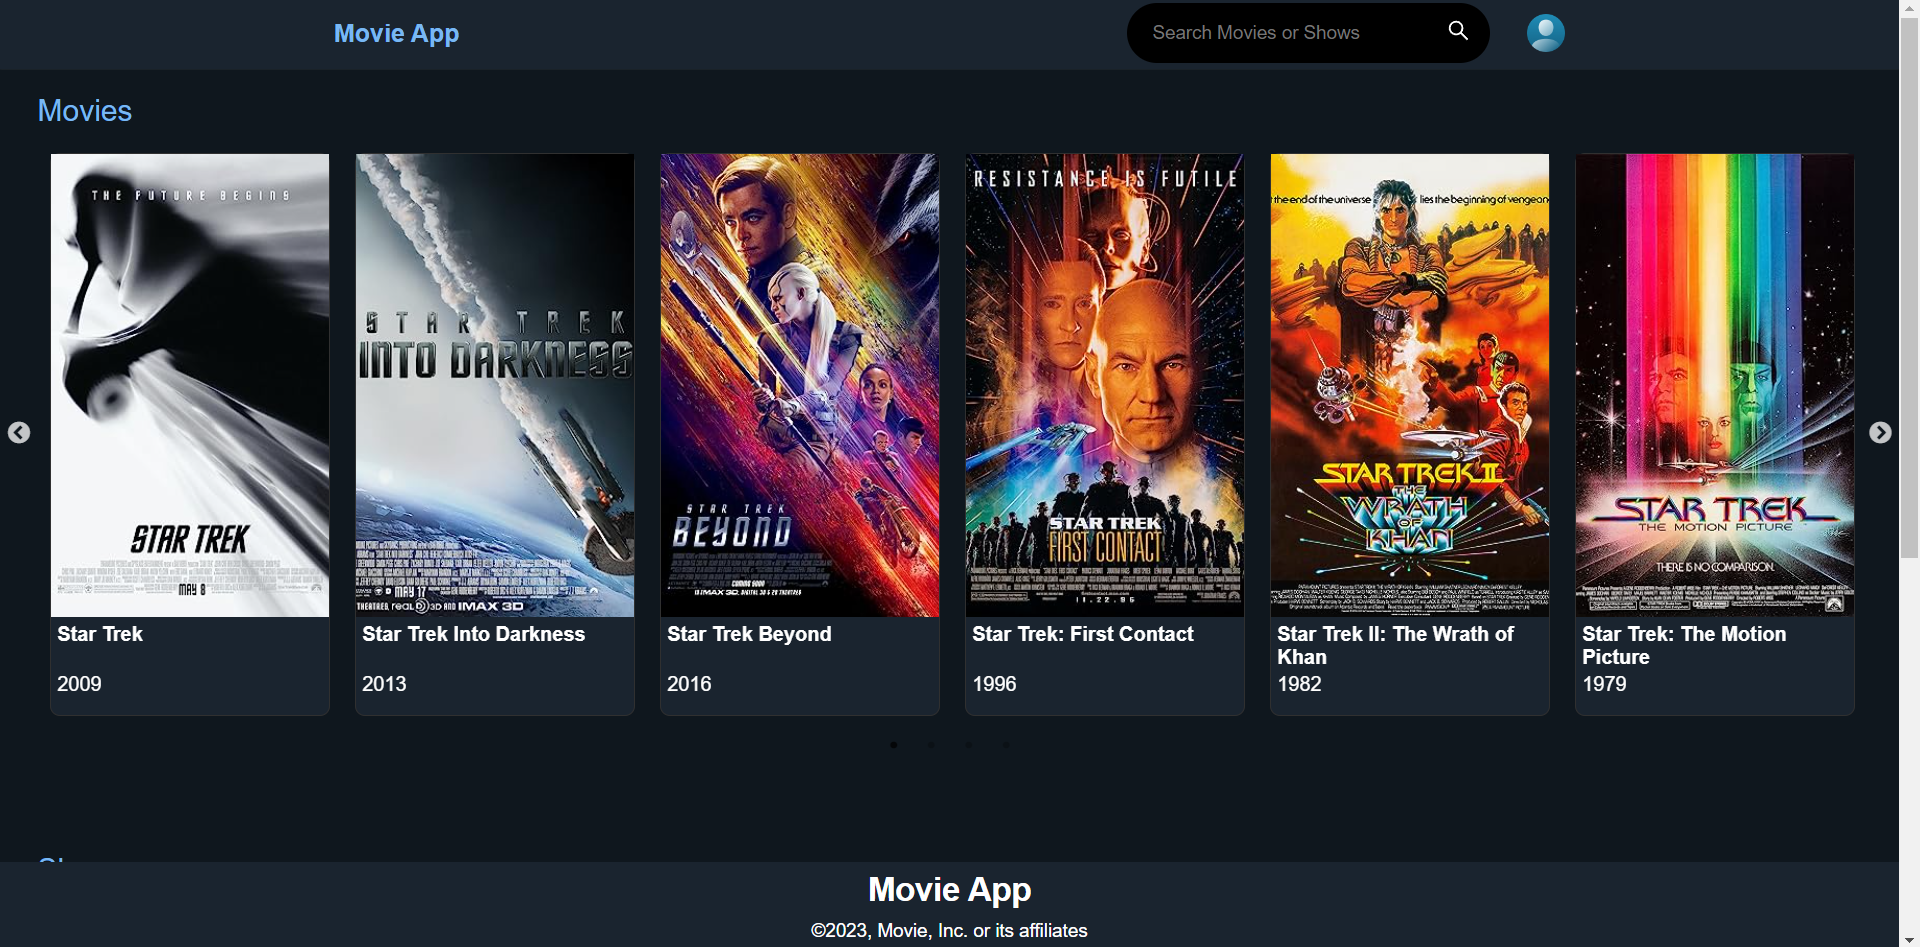 Movie App
Search Movies or Shows
Movies
THE FUTURE BEGINS
STAR TREK
MAY 8
Star Trek
2009
STAR TREK
INTO DARKNESS
MAY 17
THEATRES, REAL D 3D AND IMAX 3D
Star Trek Into Darkness
2013
STAR TREK
BEYOND
COMING SOON
IN IMAX 3D, DIGITAL 3D & 2D THEATRES
Star Trek Beyond
2016
RESISTANCE IS FUTILE
STAR TREK
FIRST CONTACT
11.22.96
Star Trek: First Contact
1996
the end of the universe lies the beginning of vengeance
STAR TREK II
THE
WRATH
OF
KHAN
Star Trek II: The Wrath of
Khan
1982
STAR TREK
THE MOTION PICTURE
THERE IS NO COMPARISON.
Star Trek: The Motion
Picture
1979
Movie App
©2023, Movie, Inc. or its affiliates